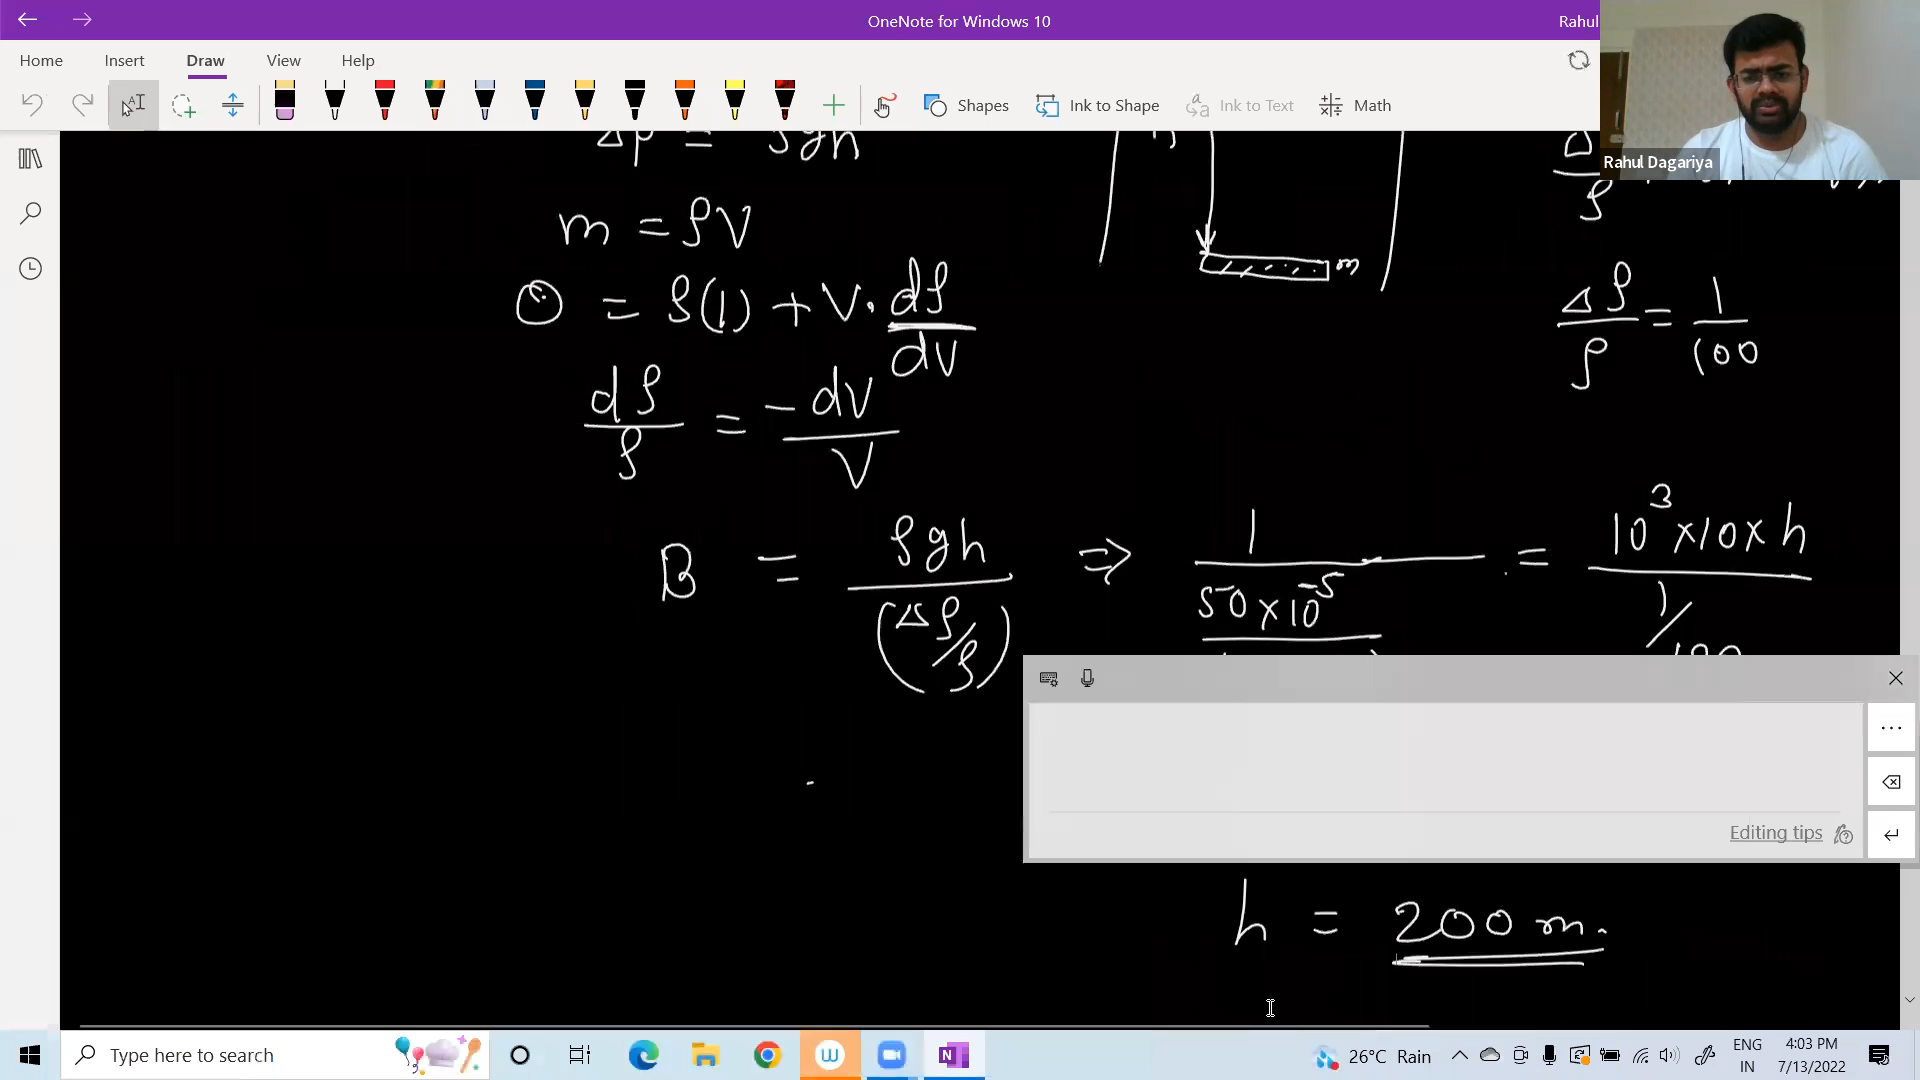 OneNote for Windows 10
Rahul
Home Insert Draw View Help
Shapes Ink to Shape Ink to Text Math
Rahul Dagariya
Δp = ρgh
m = ρV
0 = ρ(1) + V. dρ/dV
m
Δρ/ρ = 1/100
dρ/ρ = -dV/V
B = ρgh/(Δρ/ρ) ⇒ 1/50×10^-5 = 10^3×10×h / 1/100
Editing tips
h = 200 m.
Type here to search
26°C Rain
ENG
IN
4:03 PM
7/13/2022